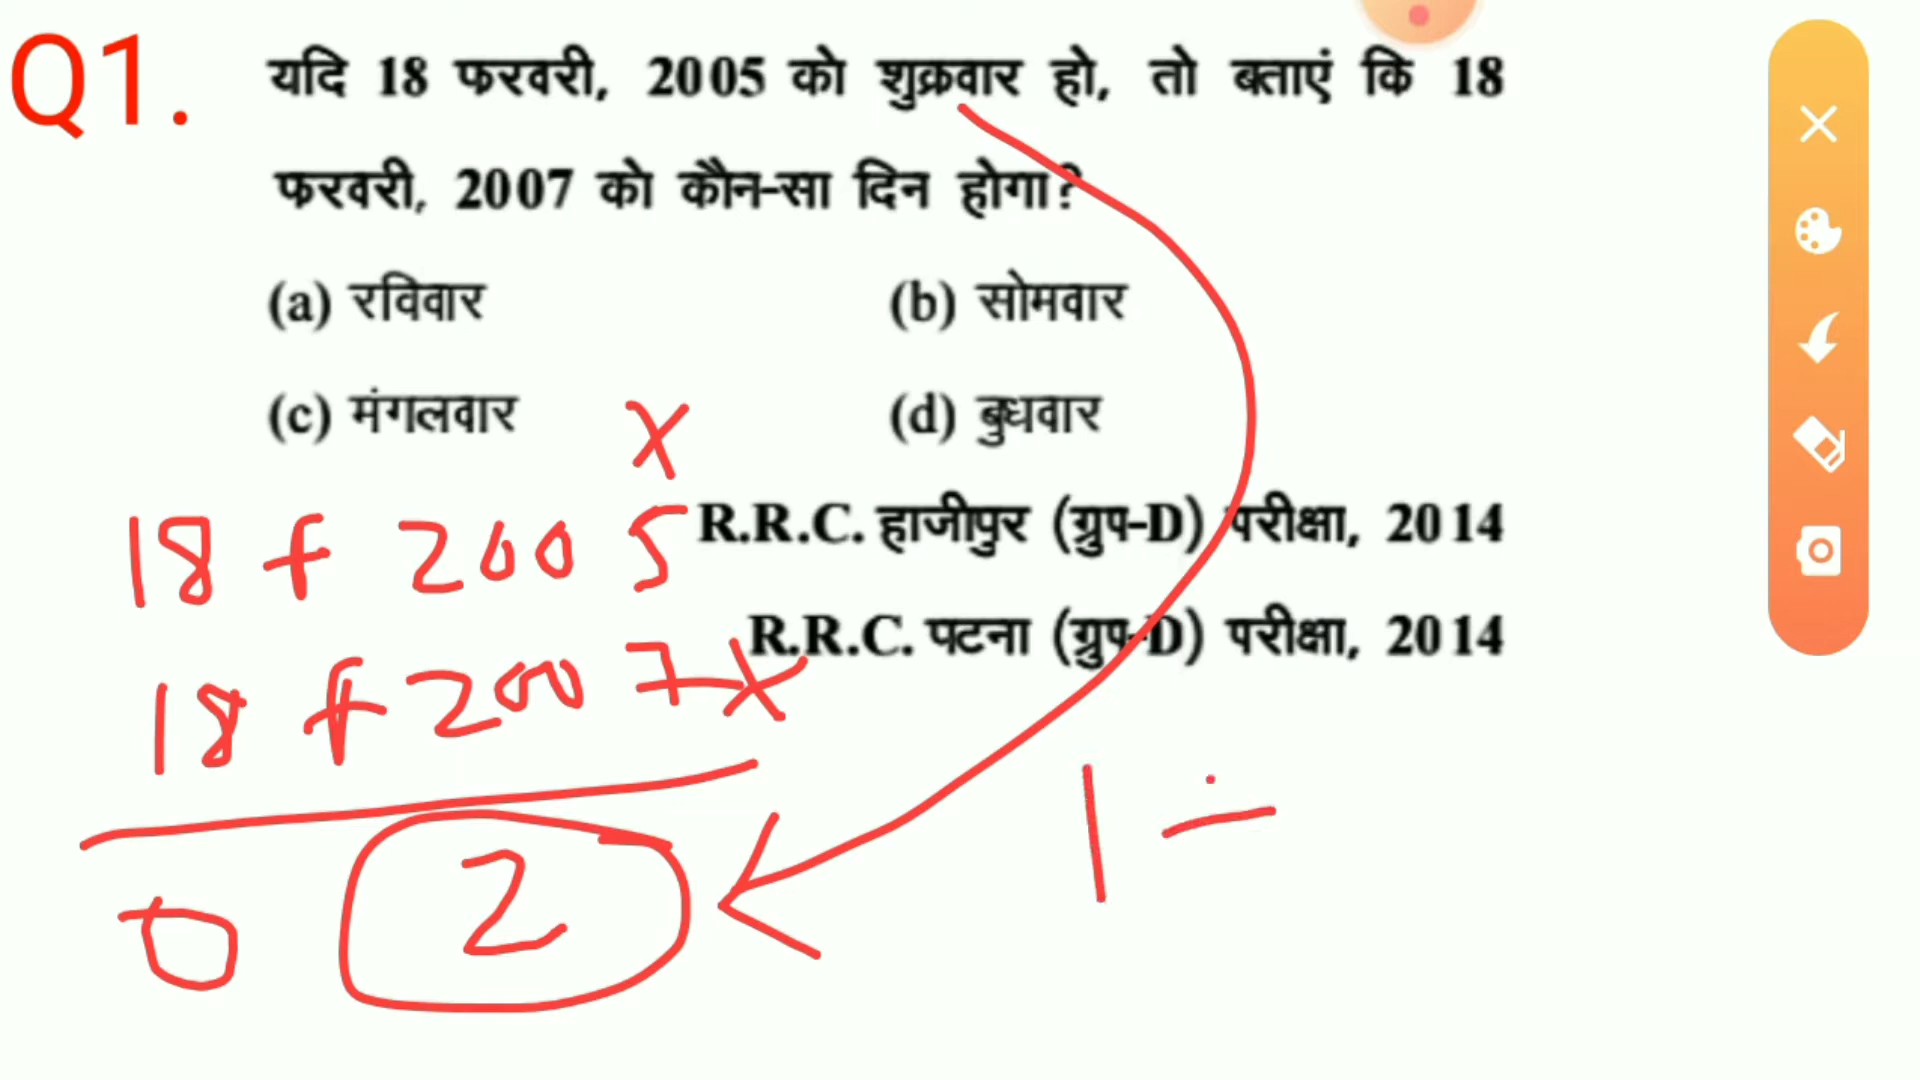 Q1. यदि 18 फरवरी, 2005 को शुक्रवार हो, तो बताएं कि 18
फरवरी, 2007 को कौन-सा दिन होगा?
(a) रविवार (b) सोमवार
(c) मंगलवार (d) बुधवार
x
18 f 2005 R.R.C. हाजीपुर (ग्रुप-D) परीक्षा, 2014
R.R.C. पटना (ग्रुप-D) परीक्षा, 2014
18 f 2007 x
0 2
1